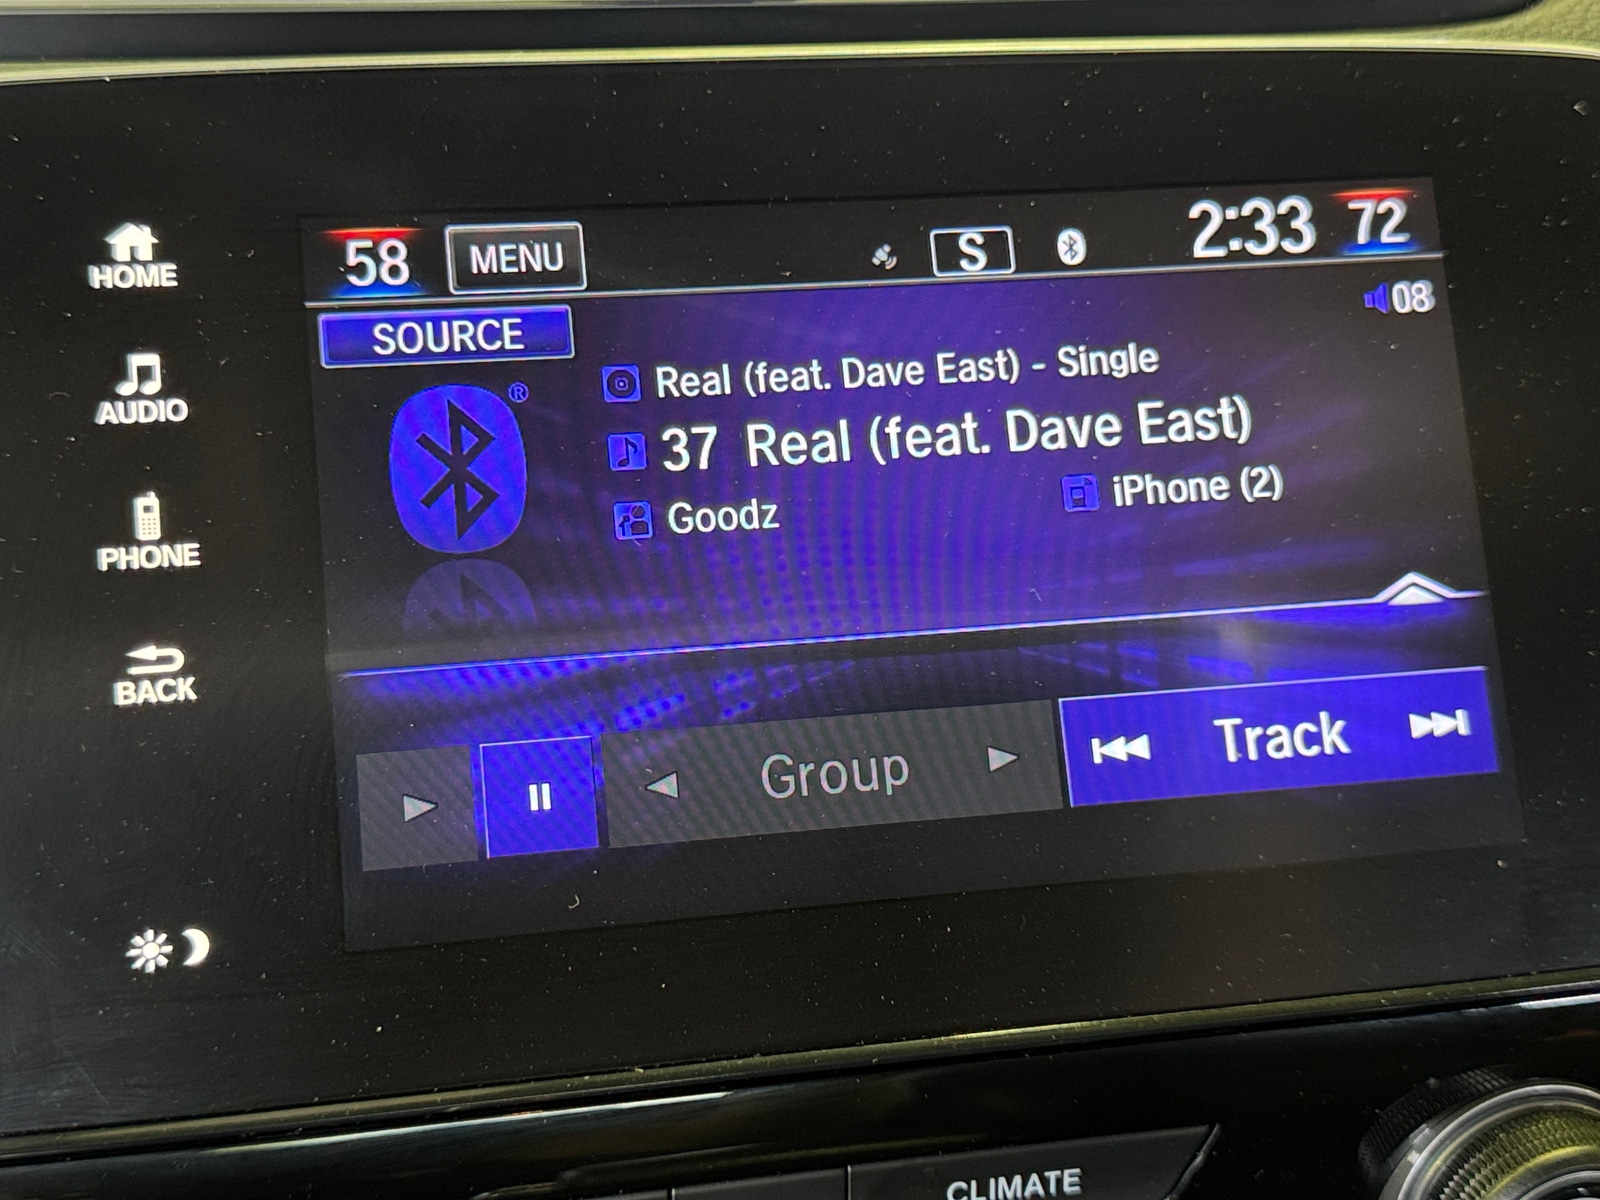 HOME
AUDIO
PHONE
BACK
58 MENU S 2:33 72
SOURCE
08
®
Real (feat. Dave East) - Single
37 Real (feat. Dave East)
Goodz
iPhone (2)
Group
Track
CLIMATE